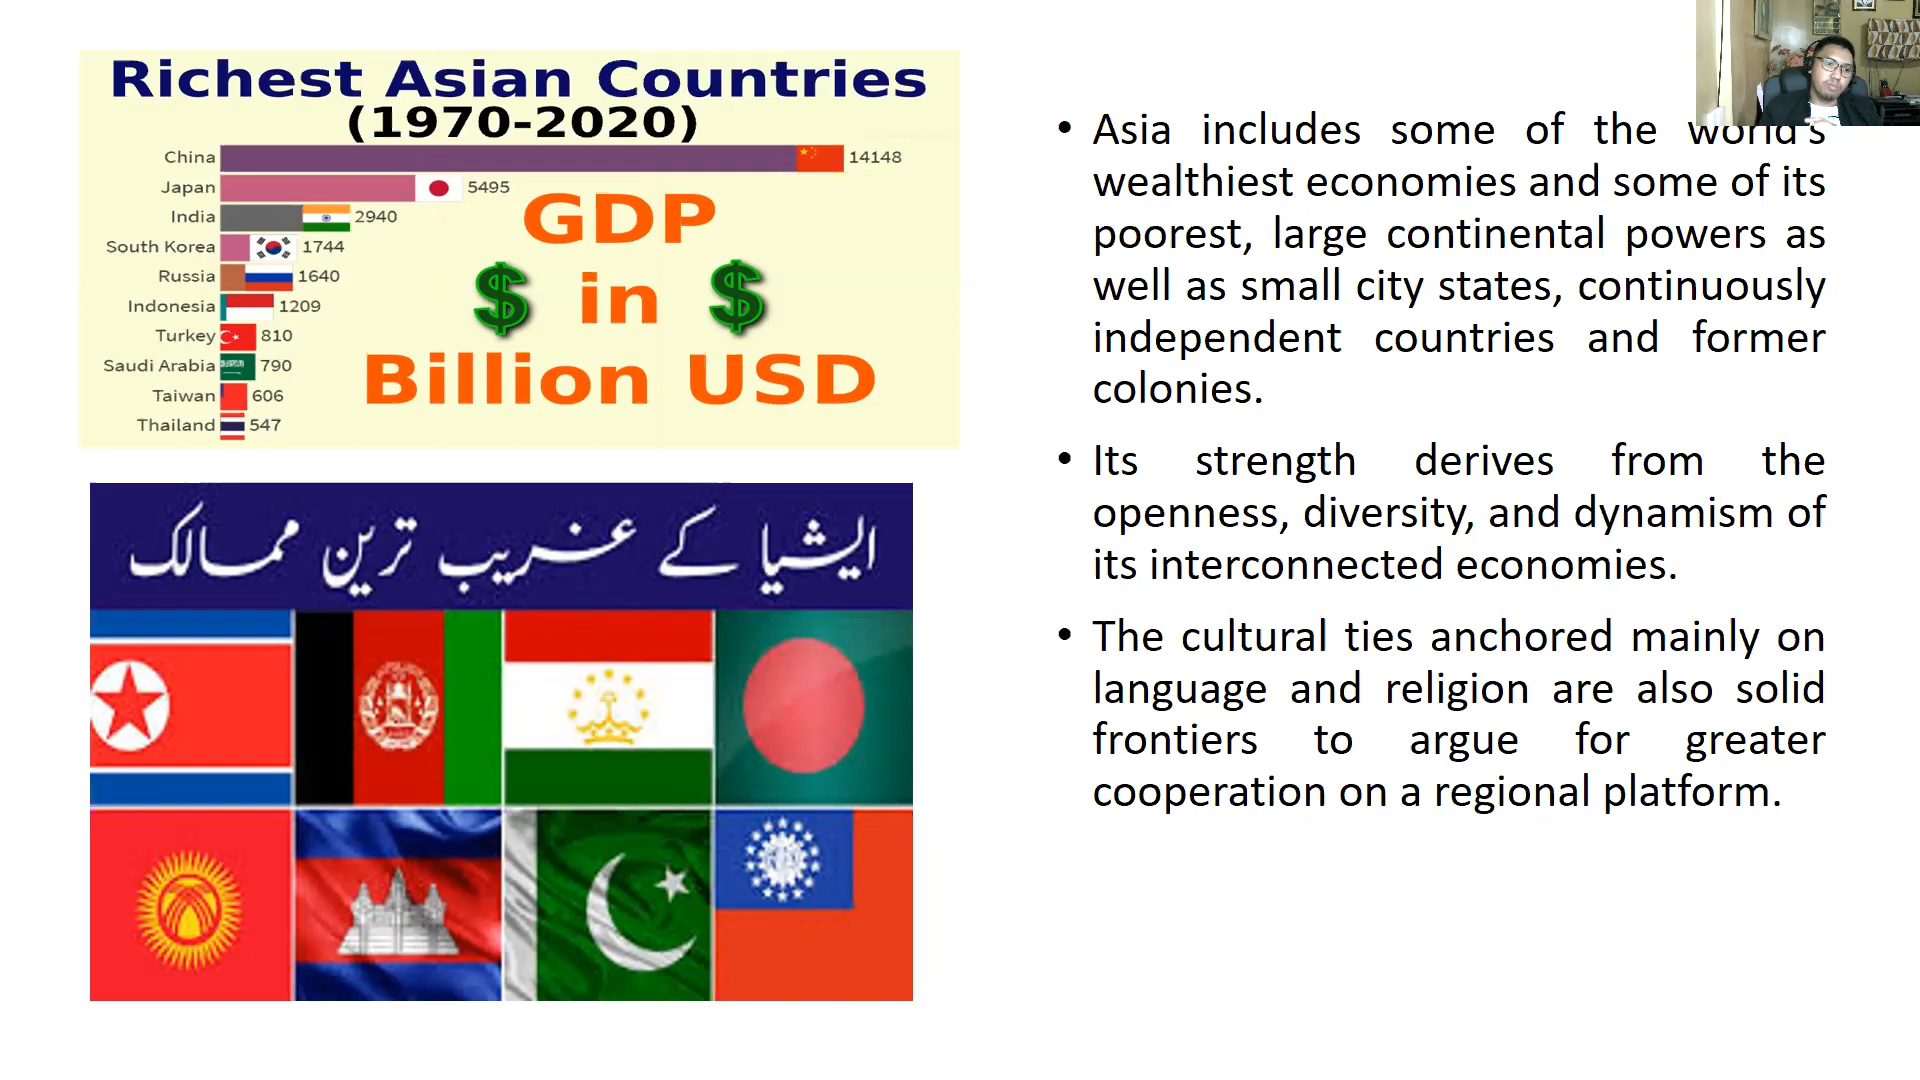 Richest Asian Countries
(1970-2020)
China 14148
Japan 5495
India 2940
South Korea 1744
Russia 1640
Indonesia 1209
Turkey 810
Saudi Arabia 790
Taiwan 606
Thailand 547
GDP
$ in $
Billion USD
ایشیا کے غریب ترین ممالک
• Asia includes some of the world's
wealthiest economies and some of its
poorest, large continental powers as
well as small city states, continuously
independent countries and former
colonies.
• Its strength derives from the
openness, diversity, and dynamism of
its interconnected economies.
• The cultural ties anchored mainly on
language and religion are also solid
frontiers to argue for greater
cooperation on a regional platform.